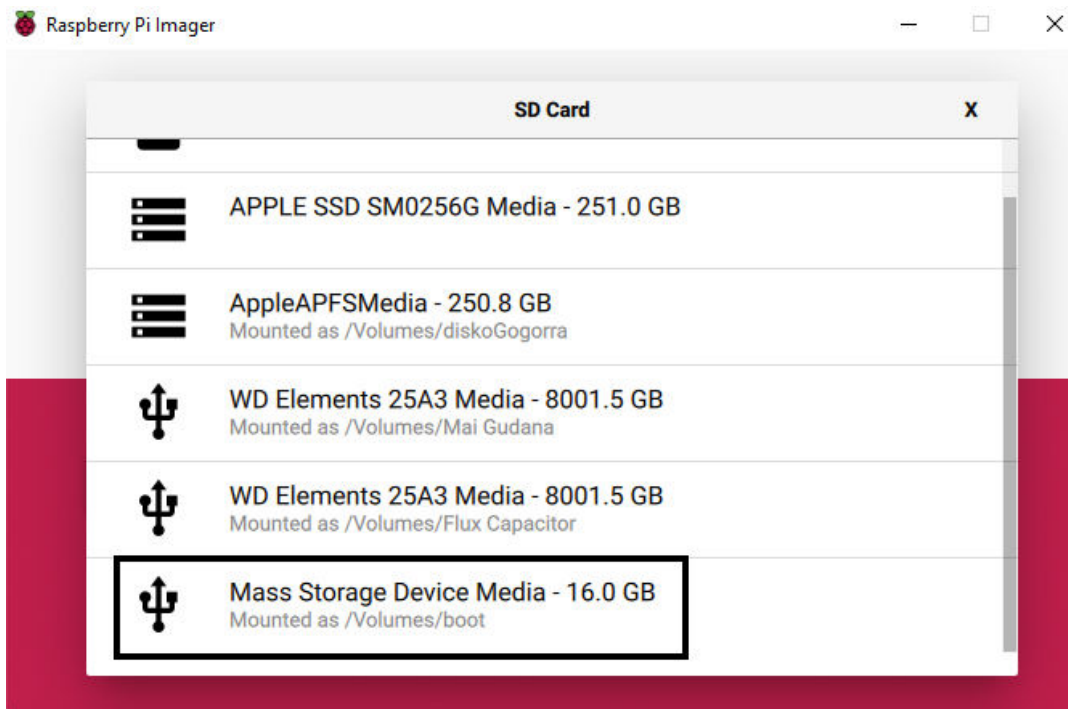 Raspberry Pi Imager
SD Card X
APPLE SSD SM0256G Media - 251.0 GB
AppleAPFSMedia - 250.8 GB
Mounted as /Volumes/diskoGogorra
WD Elements 25A3 Media - 8001.5 GB
Mounted as /Volumes/Mai Gudana
WD Elements 25A3 Media - 8001.5 GB
Mounted as /Volumes/Flux Capacitor
Mass Storage Device Media - 16.0 GB
Mounted as /Volumes/boot